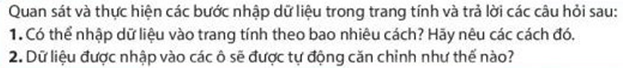 Quan sát và thực hiện các bước nhập dữ liệu trong trang tính và trả lời các câu hỏi sau:
1. Có thể nhập dữ liệu vào trang tính theo bao nhiêu cách? Hãy nêu các cách đó.
2. Dữ liệu được nhập vào các ô sẽ được tự động căn chỉnh như thế nào?